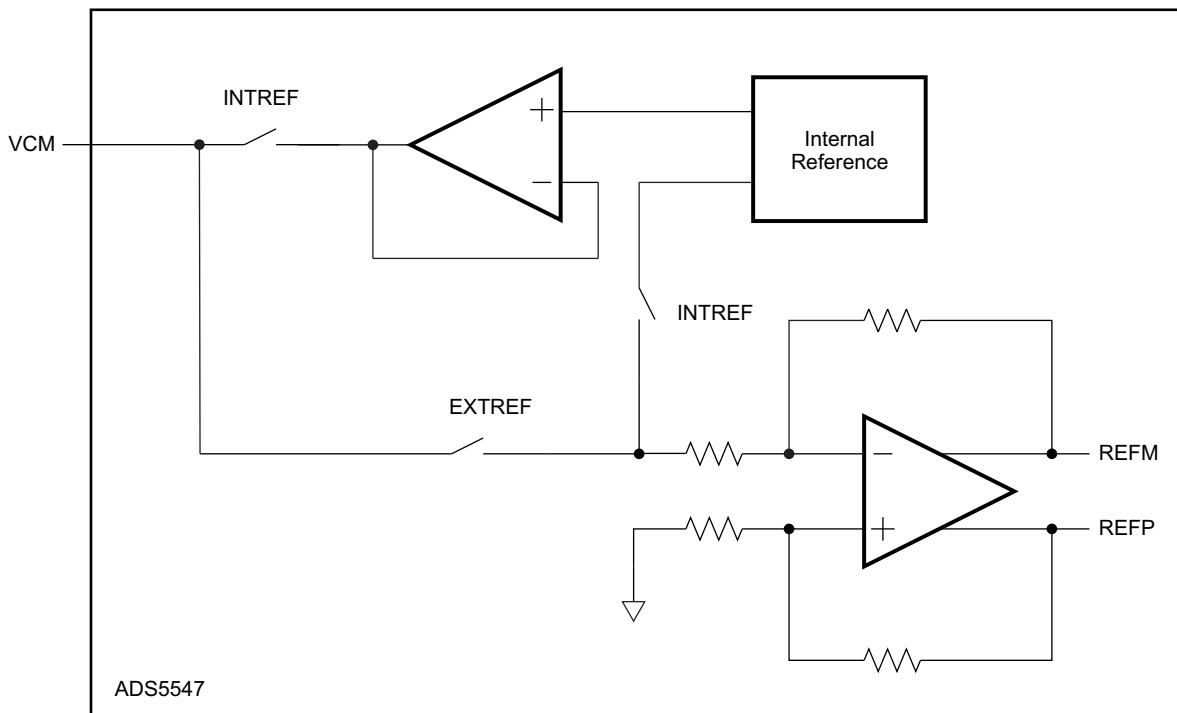 INTREF
VCM
Internal
Reference
INTREF
EXTREF
REFM
REFP
ADS5547